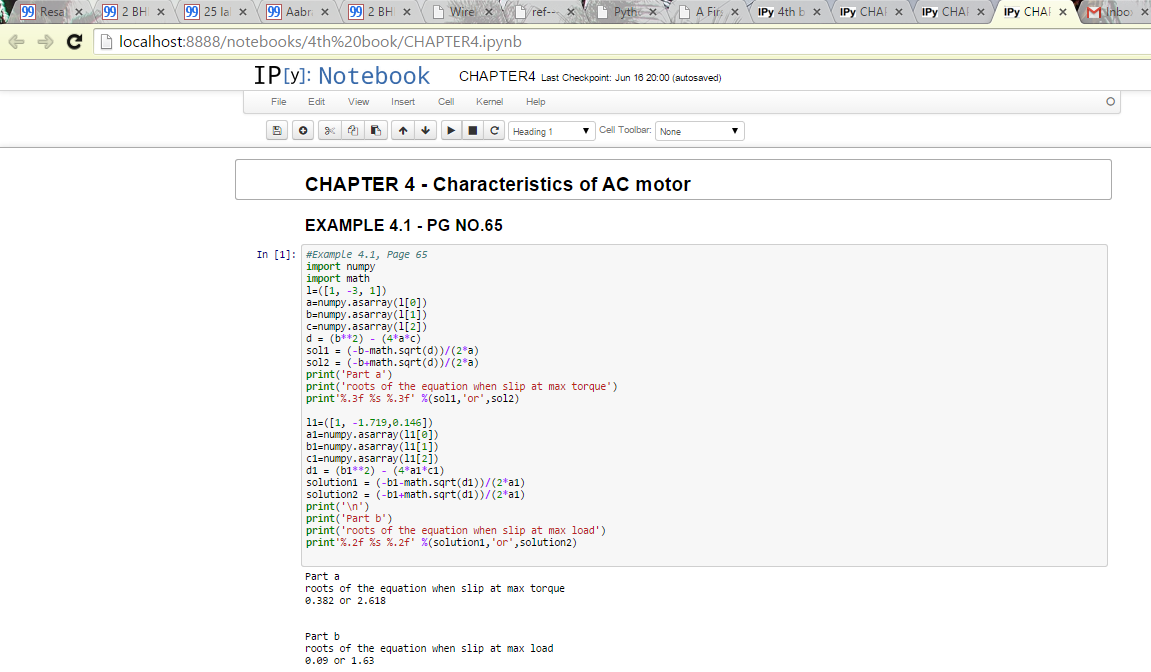 99 Resa × 99 2 BH × 99 25 la × 99 Aabr × 99 2 BH × Wire × ref-- × Pyth × A Fir × IPy 4th b × IPy CHA × IPy CHA × IPy CHA × Inbo ×
localhost:8888/notebooks/4th%20book/CHAPTER4.ipynb
IP[y]: Notebook CHAPTER4 Last Checkpoint: Jun 16 20:00 (autosaved)
File Edit View Insert Cell Kernel Help
Heading 1 Cell Toolbar: None
CHAPTER 4 - Characteristics of AC motor
EXAMPLE 4.1 - PG NO.65
In [1]: #Example 4.1, Page 65
import numpy
import math
l=([1, -3, 1])
a=numpy.asarray(l[0])
b=numpy.asarray(l[1])
c=numpy.asarray(l[2])
d = (b**2) - (4*a*c)
sol1 = (-b-math.sqrt(d))/(2*a)
sol2 = (-b+math.sqrt(d))/(2*a)
print('Part a')
print('roots of the equation when slip at max torque')
print'%.3f %s %.3f' %(sol1,'or',sol2)
l1=([1, -1.719,0.146])
a1=numpy.asarray(l1[0])
b1=numpy.asarray(l1[1])
c1=numpy.asarray(l1[2])
d1 = (b1**2) - (4*a1*c1)
solution1 = (-b1-math.sqrt(d1))/(2*a1)
solution2 = (-b1+math.sqrt(d1))/(2*a1)
print('\n')
print('Part b')
print('roots of the equation when slip at max load')
print'%.2f %s %.2f' %(solution1,'or',solution2)
Part a
roots of the equation when slip at max torque
0.382 or 2.618
Part b
roots of the equation when slip at max load
0.09 or 1.63